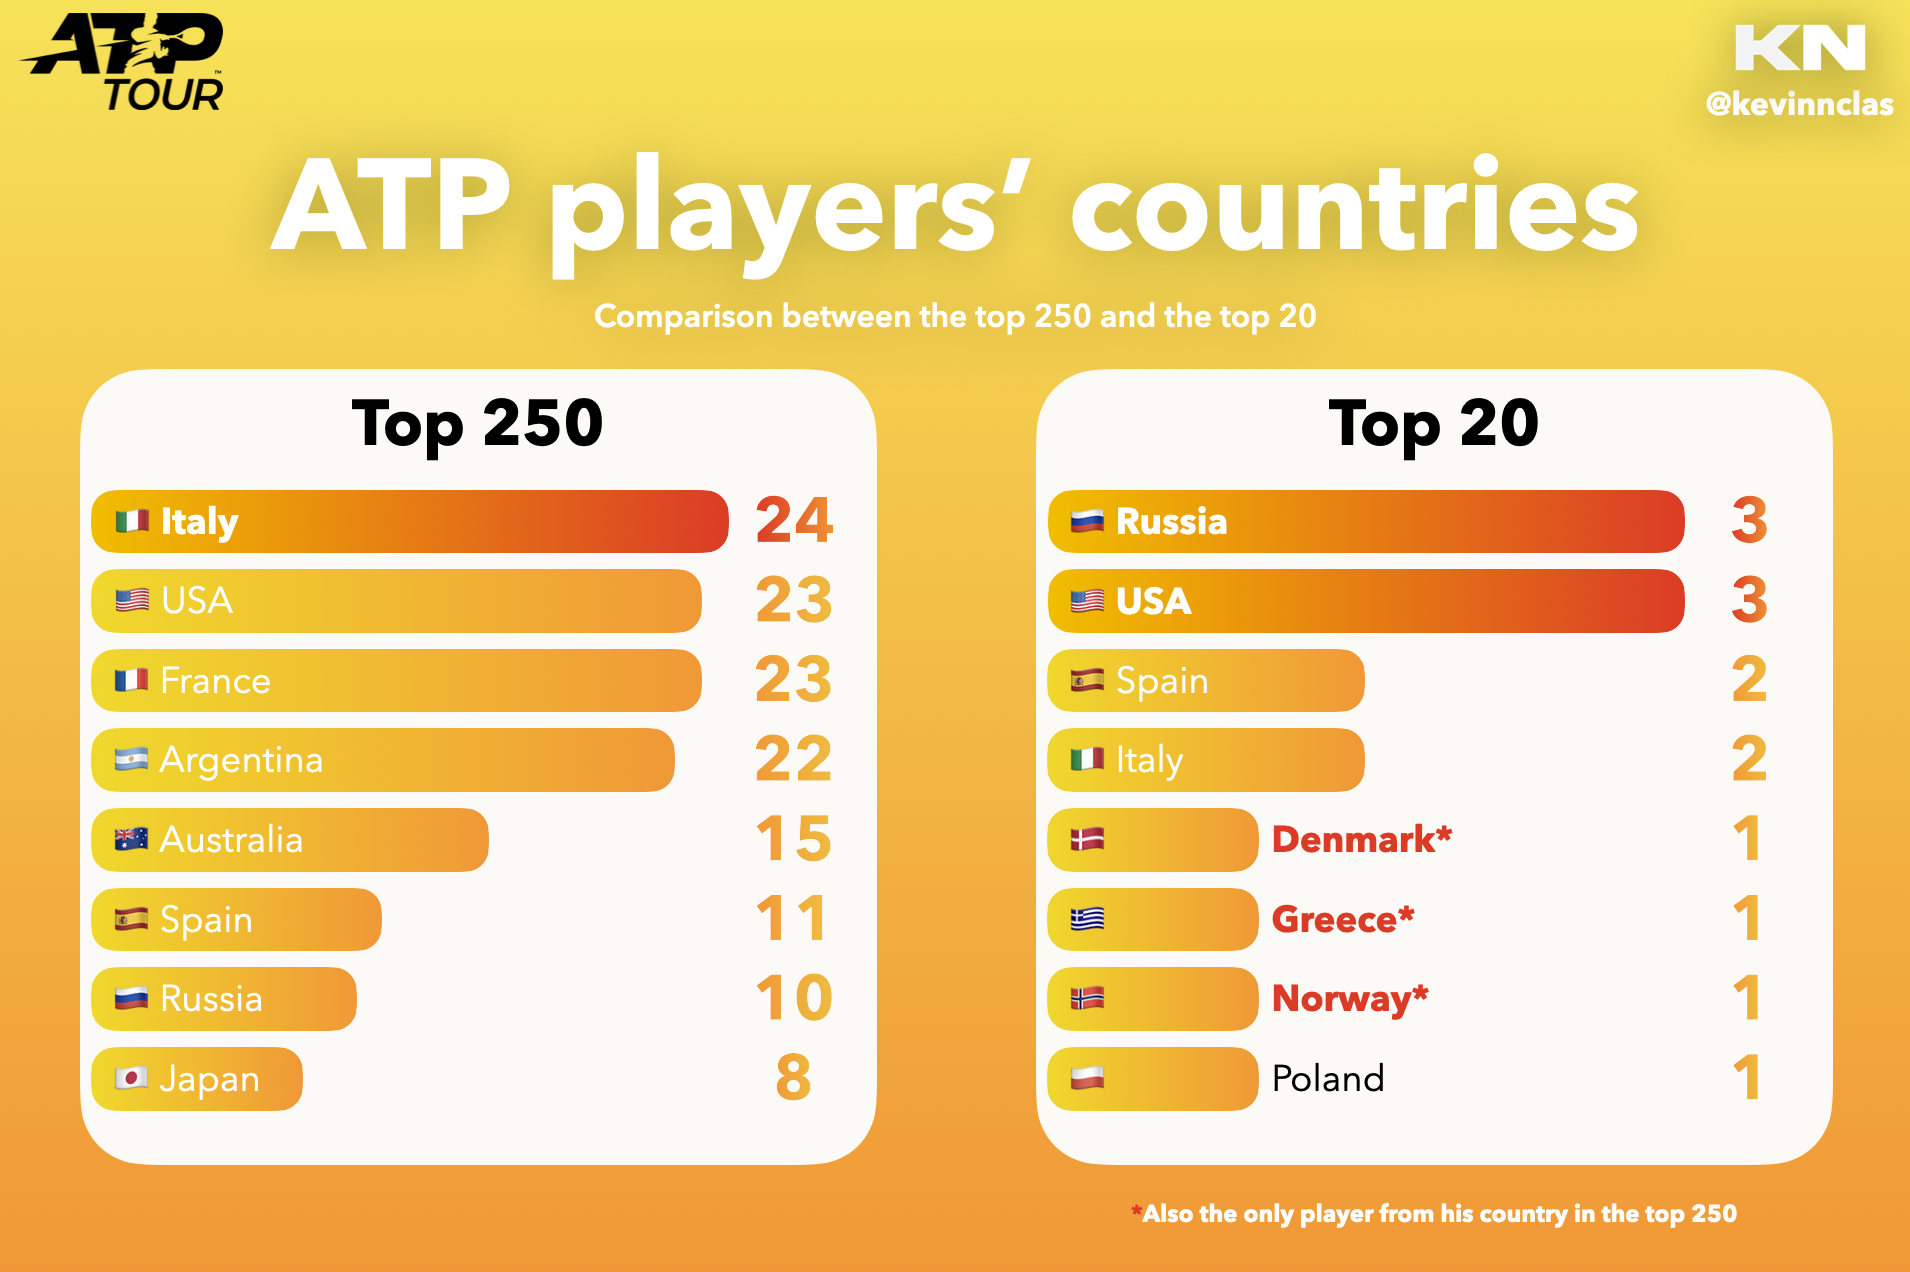 ATP
TOUR
KN
@kevinnclas
ATP players’ countries
Comparison between the top 250 and the top 20
Top 250
Italy 24
USA 23
France 23
Argentina 22
Australia 15
Spain 11
Russia 10
Japan 8
Top 20
Russia 3
USA 3
Spain 2
Italy 2
Denmark* 1
Greece* 1
Norway* 1
Poland 1
*Also the only player from his country in the top 250